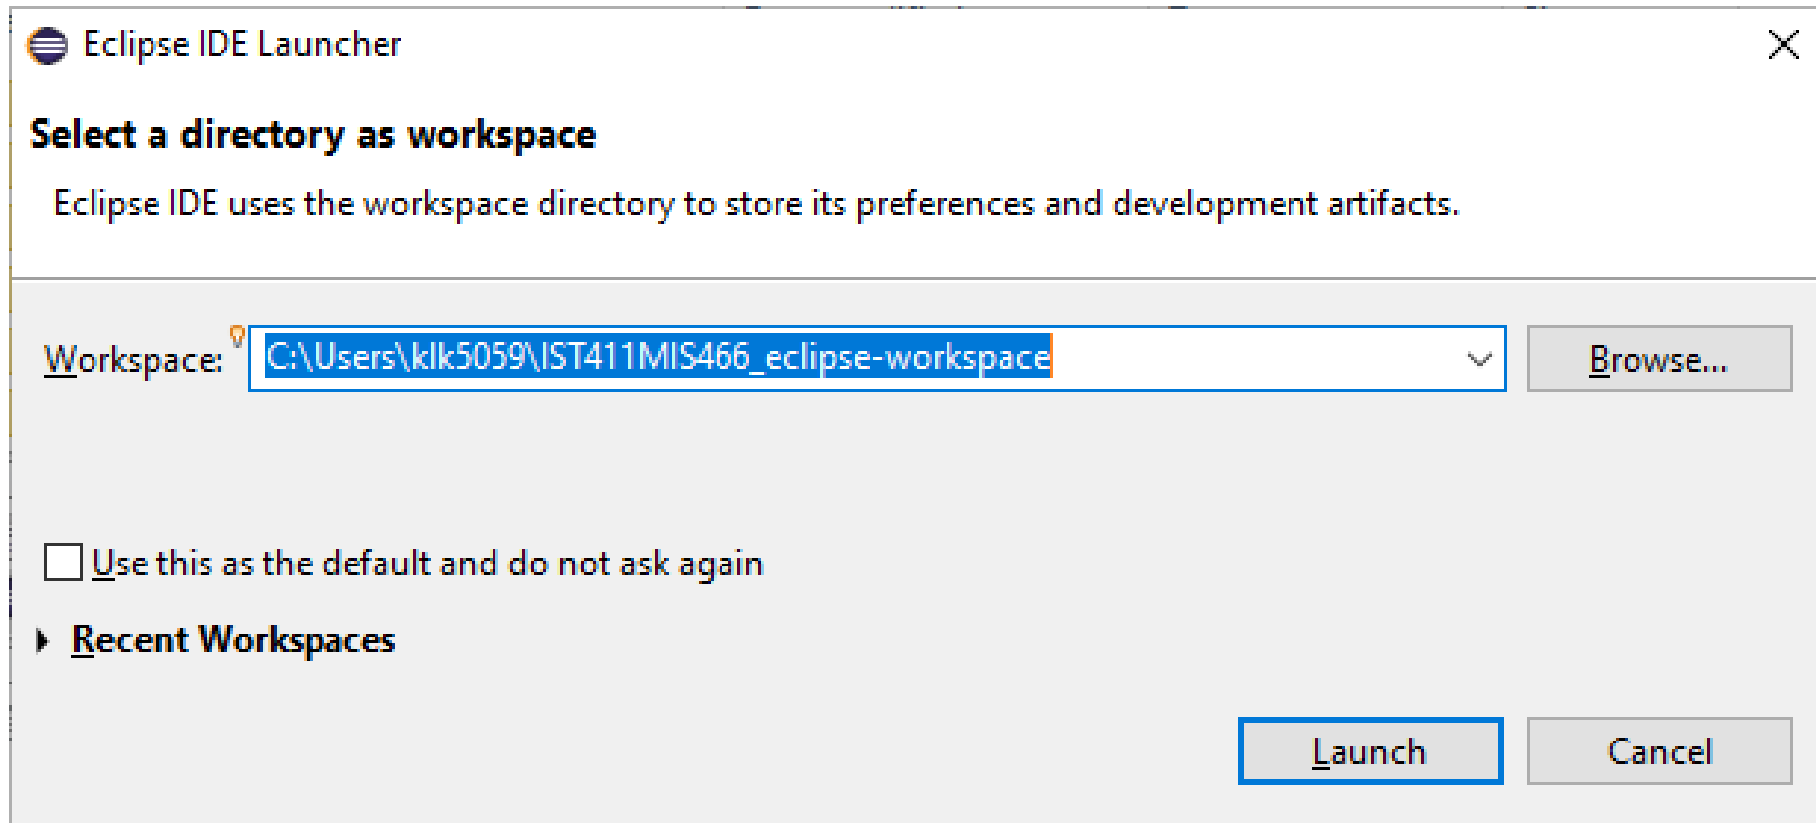 Eclipse IDE Launcher
Select a directory as workspace
Eclipse IDE uses the workspace directory to store its preferences and development artifacts.
Workspace: C:\Users\klk5059\IST411MIS466_eclipse-workspace Browse...
Use this as the default and do not ask again
Recent Workspaces
Launch Cancel